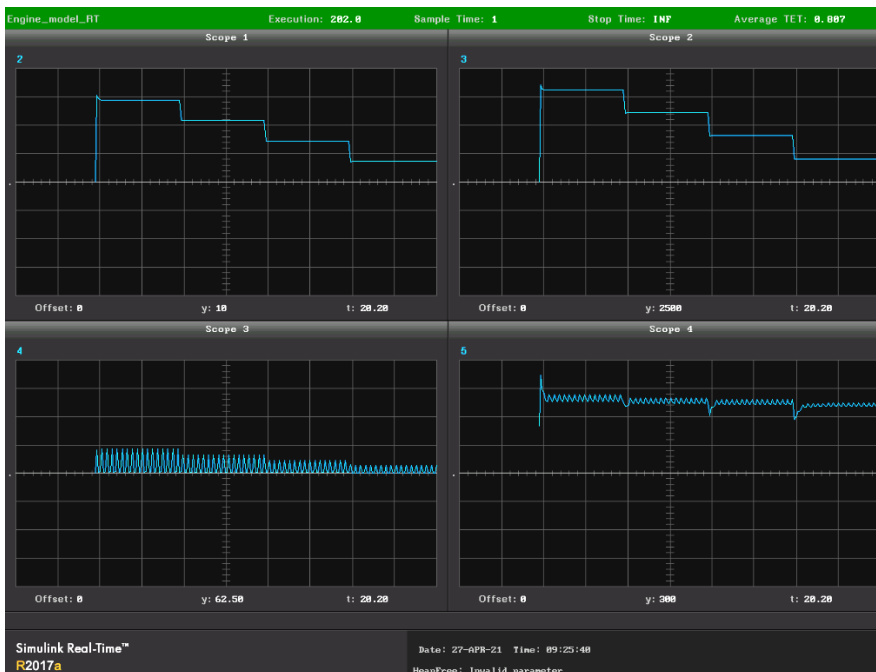 Engine_model_RT Execution: 202.0 Sample Time: 1 Stop Time: INF Average TET: 0.807
Scope 1 Scope 2
2 3
Offset: 0 y: 10 t: 20.20 Offset: 0 y: 2500 t: 20.20
Scope 3 Scope 4
4 5
Offset: 0 y: 62.50 t: 20.20 Offset: 0 y: 300 t: 20.20
Simulink Real-Time™ Date: 27-APR-21 Time: 09:25:40
R2017a HeapFree: Invalid parameter